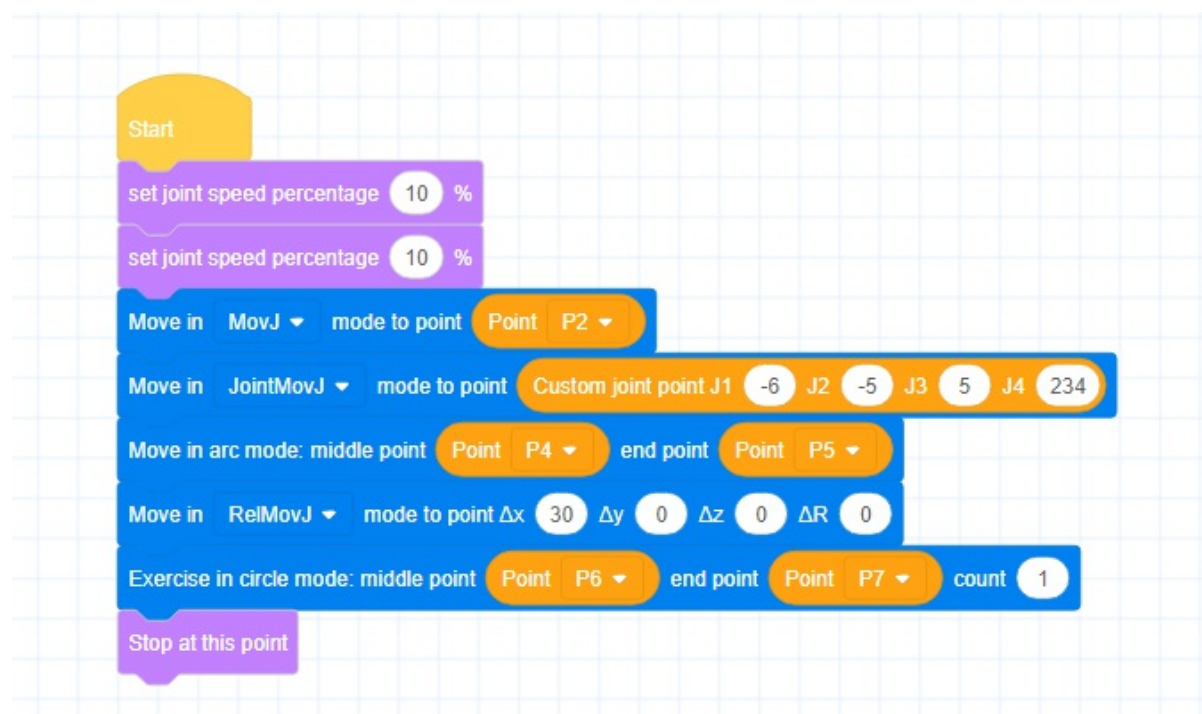 Start
set joint speed percentage 10 %
set joint speed percentage 10 %
Move in MovJ mode to point Point P2
Move in JointMovJ mode to point Custom joint point J1 -6 J2 -5 J3 5 J4 234
Move in arc mode: middle point Point P4 end point Point P5
Move in RelMovJ mode to point Δx 30 Δy 0 Δz 0 ΔR 0
Exercise in circle mode: middle point Point P6 end point Point P7 count 1
Stop at this point